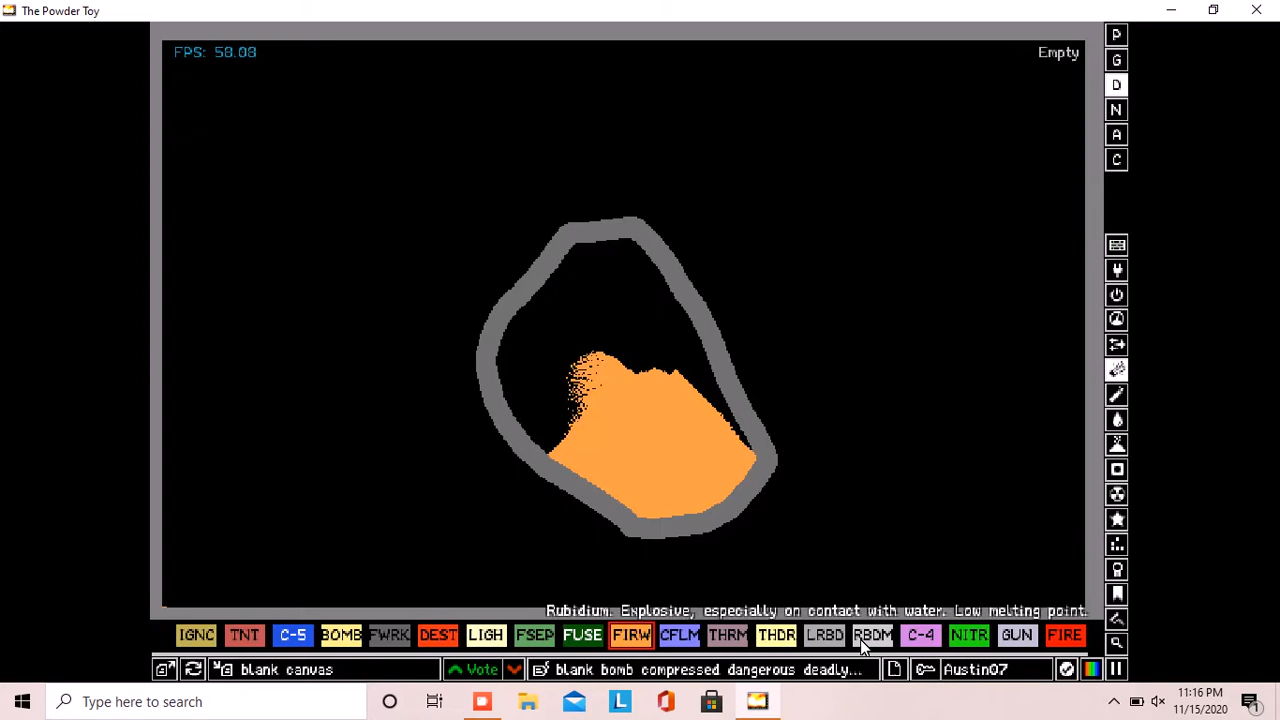 The Powder Toy
FPS: 58.08
Empty
P
G
D
N
A
C
Rubidium. Explosive, especially on contact with water. Low melting point.
IGNC TNT C-5 BOMB FWRK DEST LIGH FSEP FUSE FIRW CFLM THRM THDR LRBD RBDM C-4 NITR GUN FIRE
blank canvas Vote blank bomb compressed dangerous deadly... Austin07
Type here to search
11:16 PM
11/15/2020